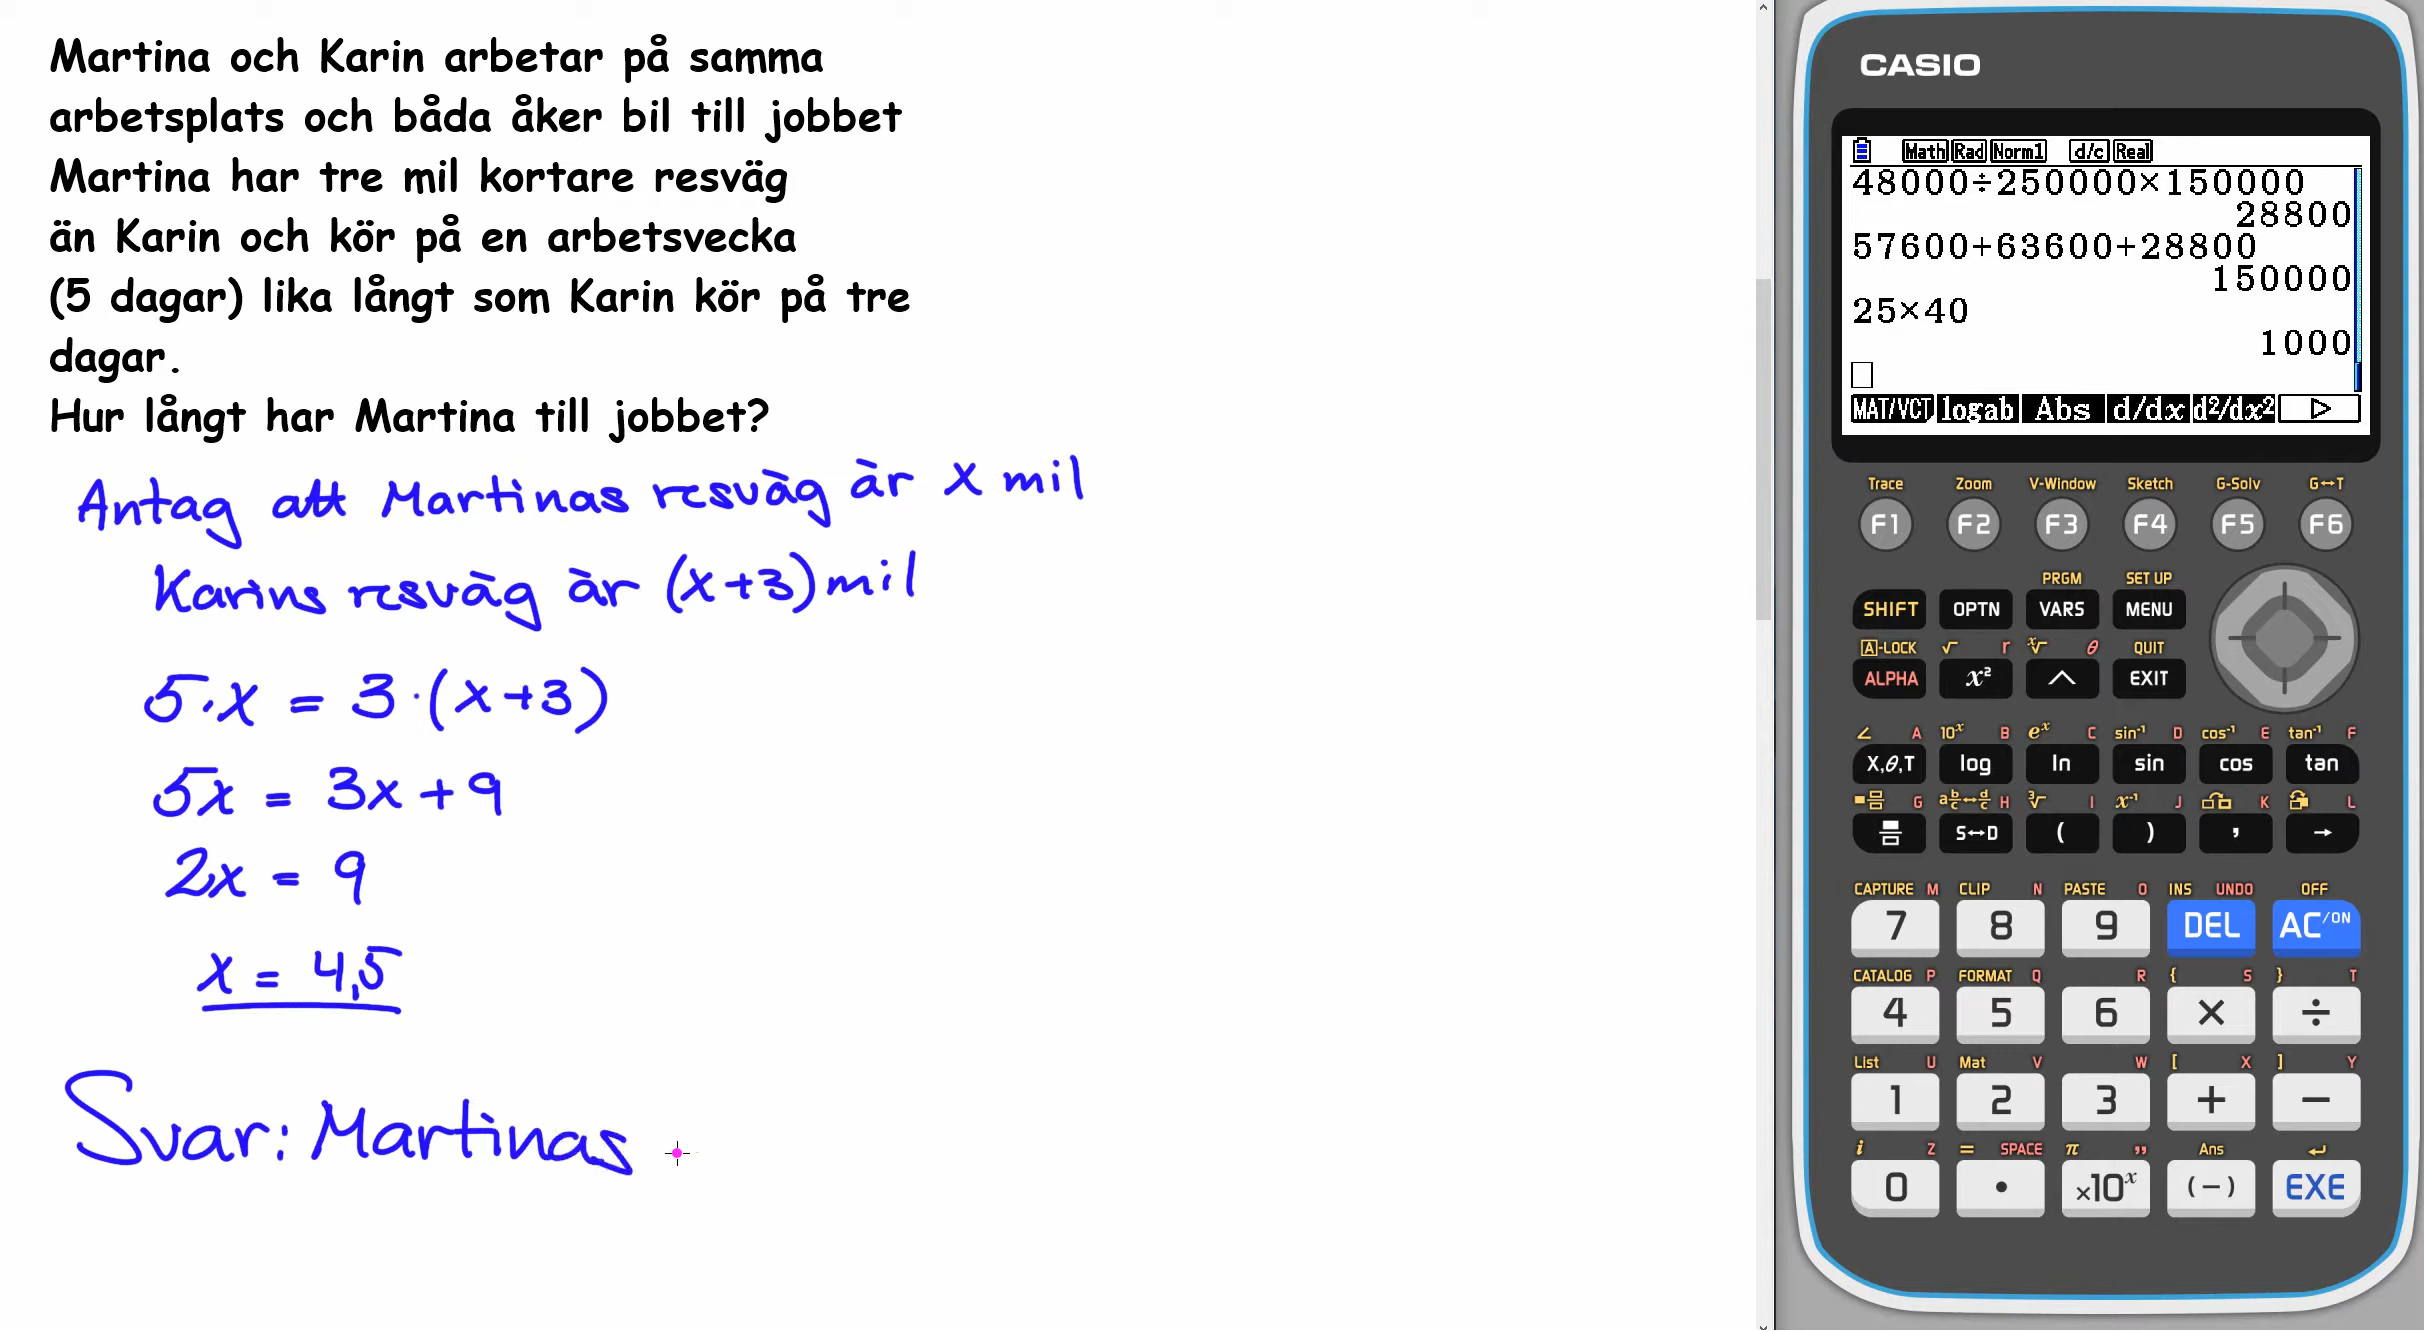 Martina och Karin arbetar på samma
arbetsplats och båda åker bil till jobbet
Martina har tre mil kortare resväg
än Karin och kör på en arbetsvecka
(5 dagar) lika långt som Karin kör på tre
dagar.
Hur långt har Martina till jobbet?
Antag att Martinas resväg är x mil
Karins resväg är (x+3) mil
5·x = 3·(x+3)
5x = 3x+9
2x = 9
x = 4,5
Svar: Martinas
CASIO
Math Rad Norm1 d/c Real
48000÷250000×150000
28800
57600+63600+28800
150000
25×40
1000
MAT/VCT logab Abs d/dx d²/dx² ▷
Trace Zoom V-Window Sketch G-Solv G↔T
F1 F2 F3 F4 F5 F6
PRGM SET UP
SHIFT OPTN VARS MENU
A-LOCK √ r ˣ√ θ QUIT
ALPHA x² ^ EXIT
∠ A 10ˣ B eˣ C sin⁻¹ D cos⁻¹ E tan⁻¹ F
X,θ,T log ln sin cos tan
G a b/c↔d/c H ³√ I x⁻¹ J K L
S↔D ( ) , →
CAPTURE M CLIP N PASTE O INS UNDO OFF
7 8 9 DEL AC/ON
CATALOG P FORMAT Q R { S } T
4 5 6 × ÷
List U Mat V W [ X ] Y
1 2 3 + −
i Z = SPACE π " Ans ↵
0 • ×10ˣ (−) EXE